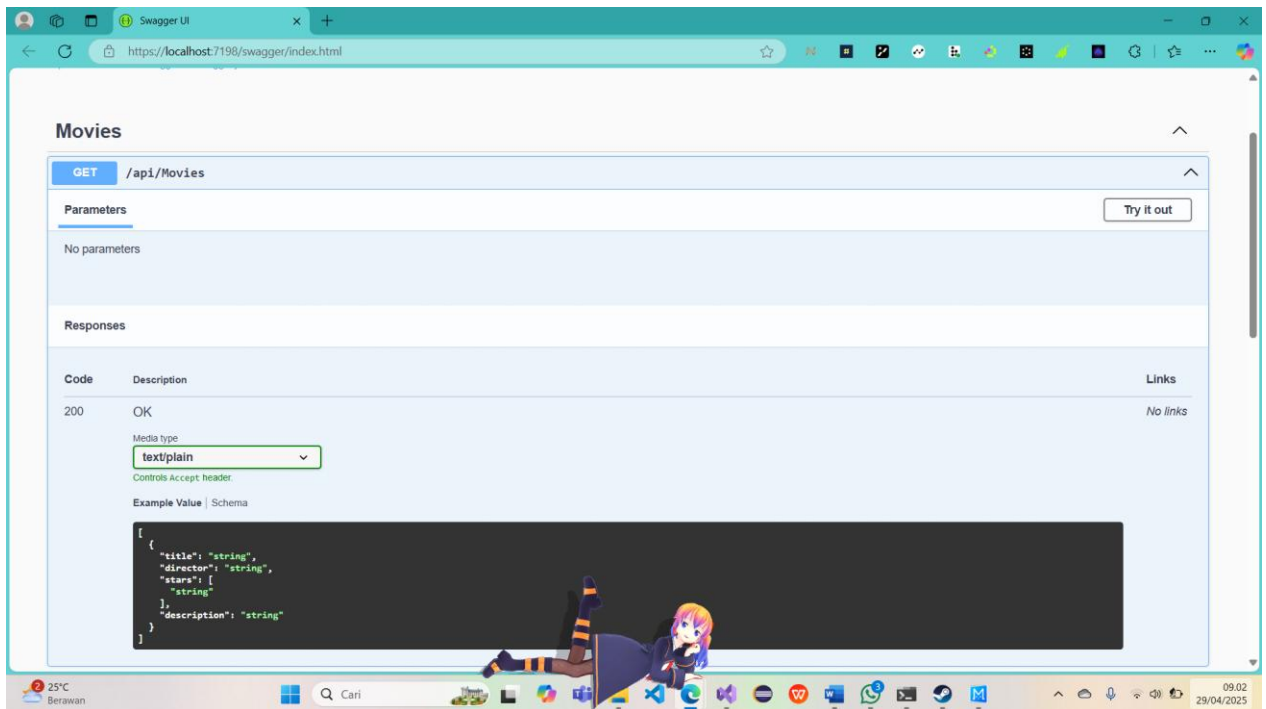 Swagger UI
https://localhost:7198/swagger/index.html
Movies
GET /api/Movies
Parameters
Try it out
No parameters
Responses
Code Description Links
200 OK No links
Media type
text/plain
Controls Accept header.
Example Value | Schema
[
{
"title": "string",
"director": "string",
"stars": [
"string"
],
"description": "string"
}
]
2
25°C
Berawan
Cari
3
09.02
29/04/2025